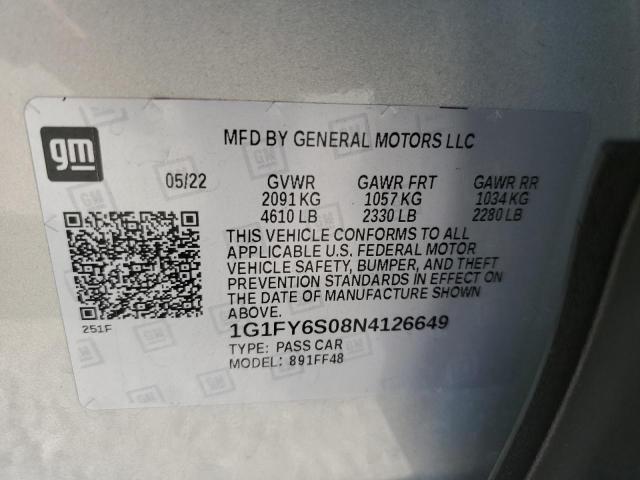 gm
MFD BY GENERAL MOTORS LLC
05/22 GVWR GAWR FRT GAWR RR
2091 KG 1057 KG 1034 KG
4610 LB 2330 LB 2280 LB
THIS VEHICLE CONFORMS TO ALL
APPLICABLE U.S. FEDERAL MOTOR
VEHICLE SAFETY, BUMPER, AND THEFT
PREVENTION STANDARDS IN EFFECT ON
THE DATE OF MANUFACTURE SHOWN
ABOVE.
251F
1G1FY6S08N4126649
TYPE: PASS CAR
MODEL: 891FF48